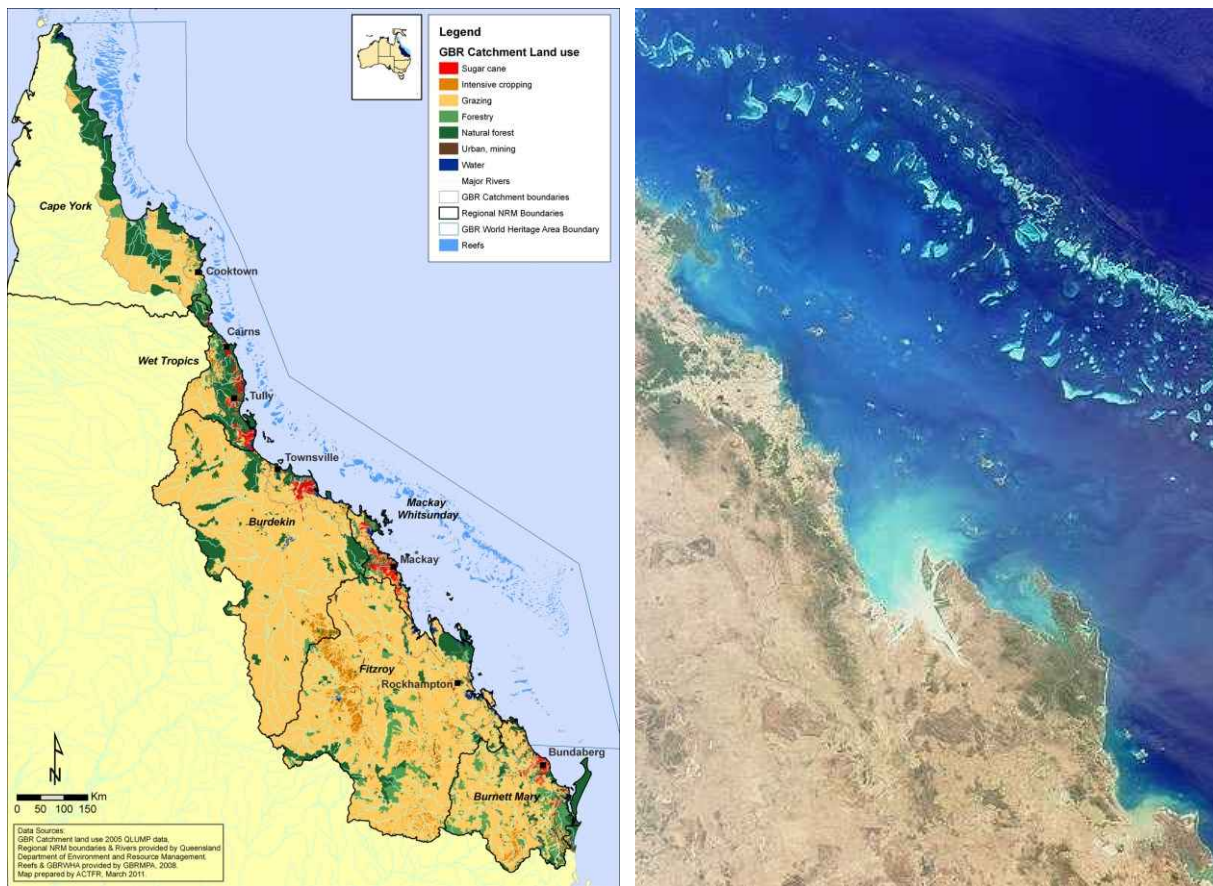 Legend
GBR Catchment Land use
Sugar cane
Intensive cropping
Grazing
Forestry
Natural forest
Urban, mining
Water
Major Rivers
GBR Catchment boundaries
Regional NRM Boundaries
GBR World Heritage Area Boundary
Reefs
Cape York
Cooktown
Cairns
Wet Tropics
Tully
Townsville
Mackay
Whitsunday
Burdekin
Mackay
Fitzroy
Rockhampton
Bundaberg
Burnett Mary
N
Km
0 50 100 150
Data Sources:
GBR Catchment land use 2005 QLUMP data,
Regional NRM boundaries & Rivers provided by Queensland
Department of Environment and Resource Management.
Reefs & GBRWHA provided by GBRMPA, 2008.
Map prepared by ACTFR, March 2011.